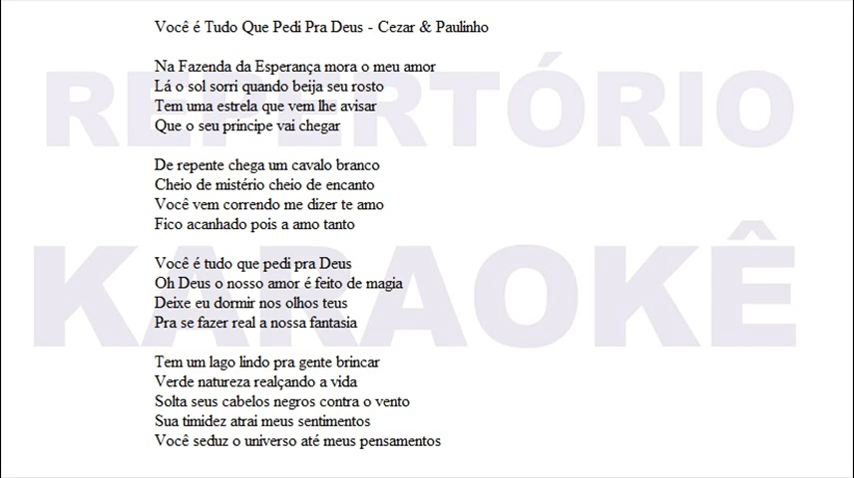 Você é Tudo Que Pedi Pra Deus - Cezar & Paulinho
Na Fazenda da Esperança mora o meu amor
Lá o sol sorri quando beija seu rosto
Tem uma estrela que vem lhe avisar
Que o seu principe vai chegar
De repente chega um cavalo branco
Cheio de mistério cheio de encanto
Você vem correndo me dizer te amo
Fico acanhado pois a amo tanto
Você é tudo que pedi pra Deus
Oh Deus o nosso amor é feito de magia
Deixe eu dormir nos olhos teus
Pra se fazer real a nossa fantasia
Tem um lago lindo pra gente brincar
Verde natureza realçando a vida
Solta seus cabelos negros contra o vento
Sua timidez atrai meus sentimentos
Você seduz o universo até meus pensamentos
REPERTÓRIO
KARAOKÊ